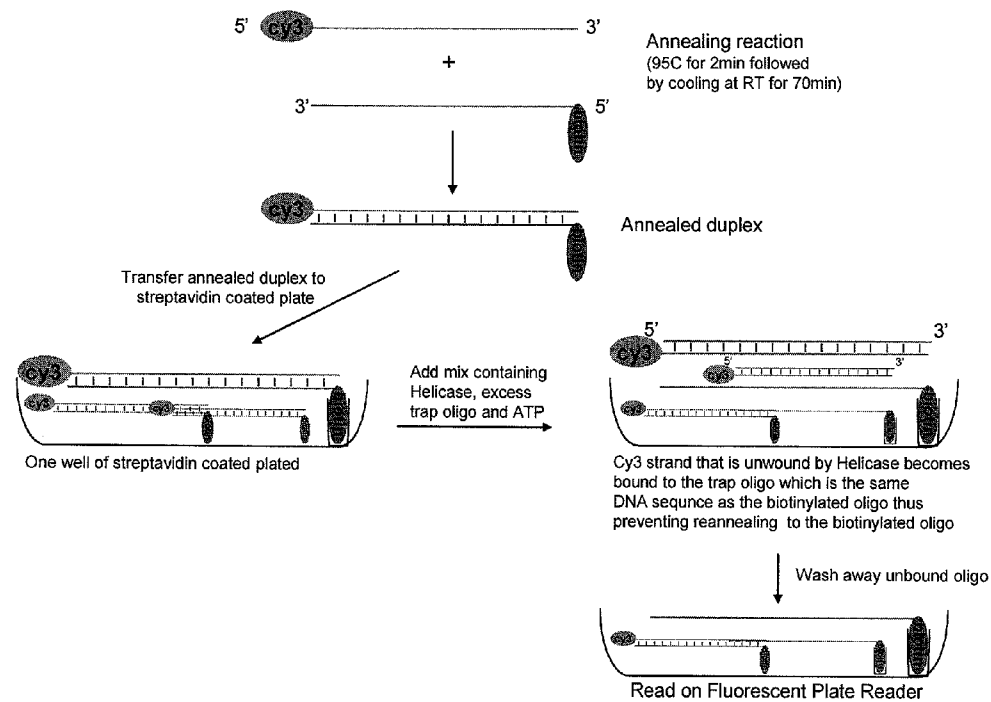 5'
cy3
3'
Annealing reaction
(95C for 2min followed
by cooling at RT for 70min)
+
3'
5'
cy3
Annealed duplex
Transfer annealed duplex to
streptavidin coated plate
cy3
cy3
cy3
One well of streptavidin coated plated
Add mix containing
Helicase, excess
trap oligo and ATP
5'
3'
cy3
5'
3'
cy3
cy3
Cy3 strand that is unwound by Helicase becomes
bound to the trap oligo which is the same
DNA sequnce as the biotinylated oligo thus
preventing reannealing to the biotinylated oligo
Wash away unbound oligo
cy3
Read on Fluorescent Plate Reader